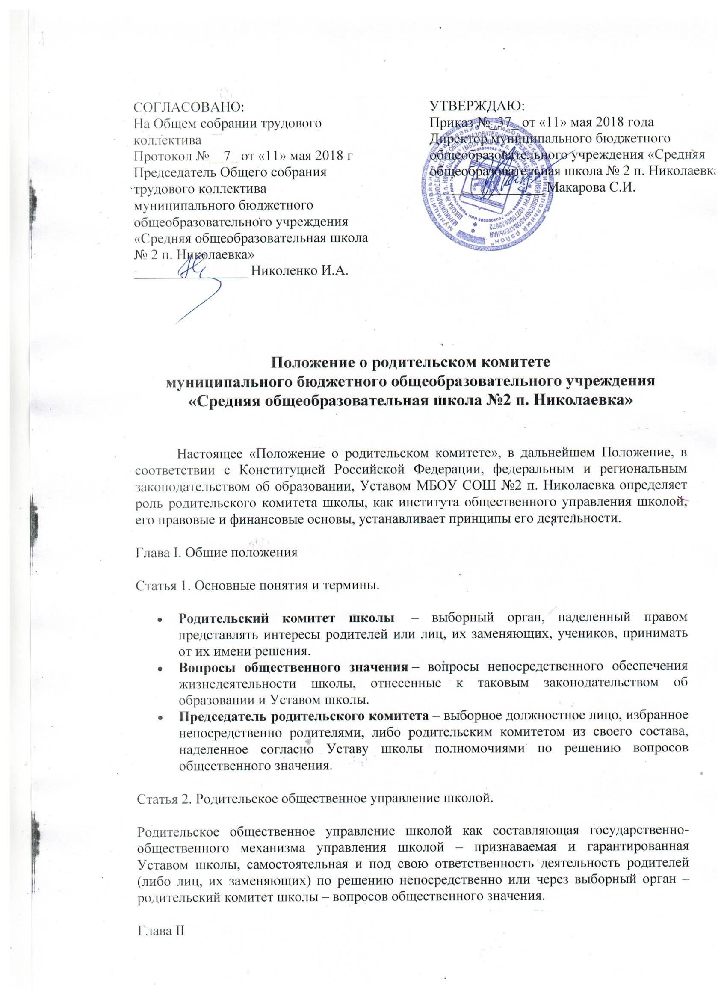 СОГЛАСОВАНО:
На Общем собрании трудового
коллектива
Протокол №__7_ от «11» мая 2018 г
Председатель Общего собрания
трудового коллектива
муниципального бюджетного
общеобразовательного учреждения
«Средняя общеобразовательная школа
№ 2 п. Николаевка»
________________ Николенко И.А.
УТВЕРЖДАЮ:
Приказ №_37_ от «11» мая 2018 года
Директор муниципального бюджетного
общеобразовательного учреждения «Средняя
общеобразовательная школа № 2 п. Николаевка
________________ Макарова С.И.
Положение о родительском комитете
муниципального бюджетного общеобразовательного учреждения
«Средняя общеобразовательная школа №2 п. Николаевка»
Настоящее «Положение о родительском комитете», в дальнейшем Положение, в
соответствии с Конституцией Российской Федерации, федеральным и региональным
законодательством об образовании, Уставом МБОУ СОШ №2 п. Николаевка определяет
роль родительского комитета школы, как института общественного управления школой,
его правовые и финансовые основы, устанавливает принципы его деятельности.
Глава I. Общие положения
Статья 1. Основные понятия и термины.
• Родительский комитет школы – выборный орган, наделенный правом
представлять интересы родителей или лиц, их заменяющих, учеников, принимать
от их имени решения.
• Вопросы общественного значения – вопросы непосредственного обеспечения
жизнедеятельности школы, отнесенные к таковым законодательством об
образовании и Уставом школы.
• Председатель родительского комитета – выборное должностное лицо, избранное
непосредственно родителями, либо родительским комитетом из своего состава,
наделенное согласно Уставу школы полномочиями по решению вопросов
общественного значения.
Статья 2. Родительское общественное управление школой.
Родительское общественное управление школой как составляющая государственно-
общественного механизма управления школой – признаваемая и гарантированная
Уставом школы, самостоятельная и под свою ответственность деятельность родителей
(либо лиц, их заменяющих) по решению непосредственно или через выборный орган –
родительский комитет школы – вопросов общественного значения.
Глава II